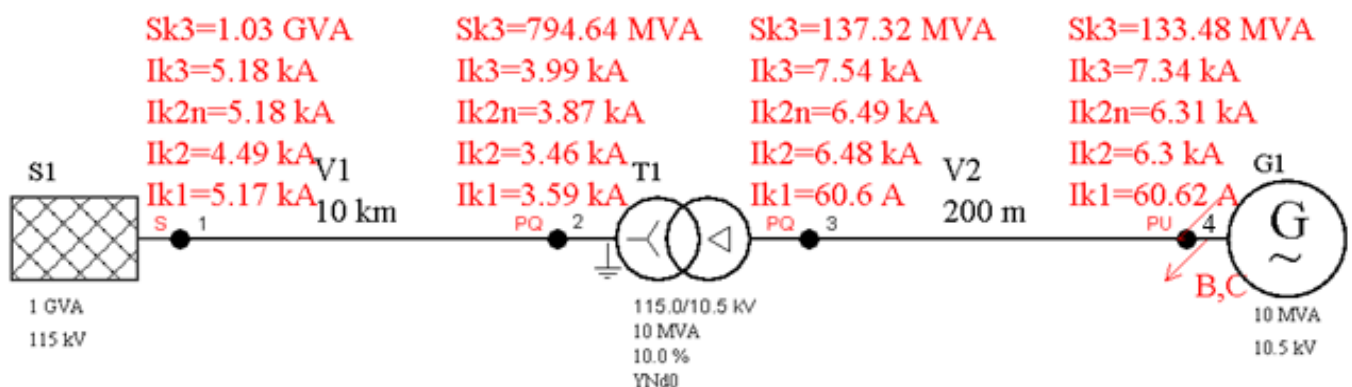 Sk3=1.03 GVA
Ik3=5.18 kA
Ik2n=5.18 kA
Ik2=4.49 kA
Ik1=5.17 kA
Sk3=794.64 MVA
Ik3=3.99 kA
Ik2n=3.87 kA
Ik2=3.46 kA
Ik1=3.59 kA
Sk3=137.32 MVA
Ik3=7.54 kA
Ik2n=6.49 kA
Ik2=6.48 kA
Ik1=60.6 A
Sk3=133.48 MVA
Ik3=7.34 kA
Ik2n=6.31 kA
Ik2=6.3 kA
Ik1=60.62 A
S1
1 GVA
115 kV
S 1
V1
10 km
PQ 2
T1
115.0/10.5 kV
10 MVA
10.0 %
YNd0
PQ 3
V2
200 m
PU 4
B,C
G1
G
~
10 MVA
10.5 kV